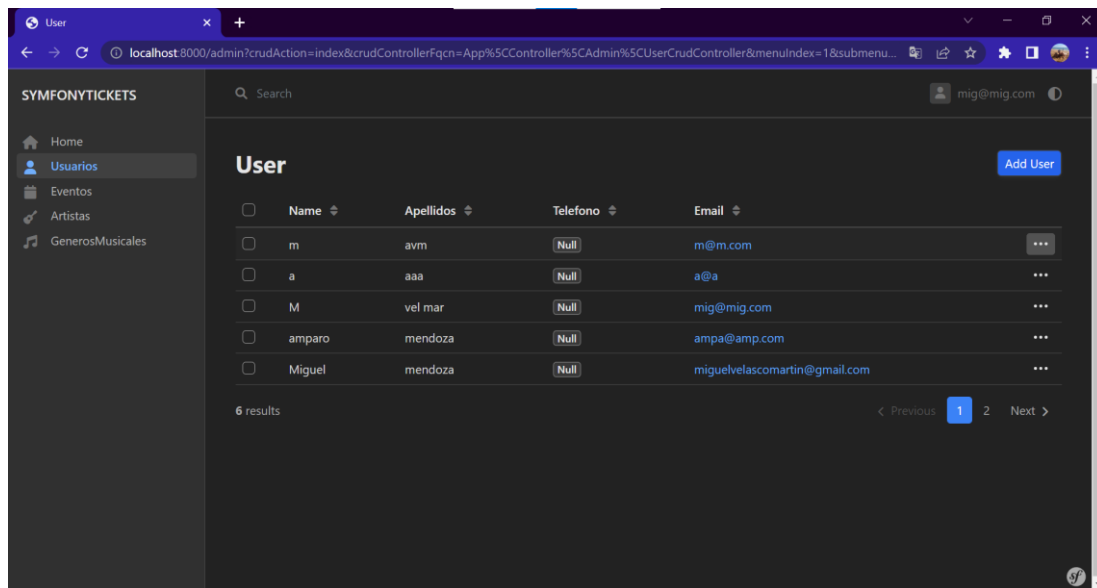 User
localhost:8000/admin?crudAction=index&crudControllerFqcn=App%5CController%5CAdmin%5CUserCrudController&menuIndex=1&submenu...
SYMFONYTICKETS
Search
mig@mig.com
Home
Usuarios
Eventos
Artistas
GenerosMusicales
User
Add User
Name Apellidos Telefono Email
m avm Null m@m.com
a aaa Null a@a
M vel mar Null mig@mig.com
amparo mendoza Null ampa@amp.com
Miguel mendoza Null miguelvelascomartin@gmail.com
6 results
Previous 1 2 Next
sf